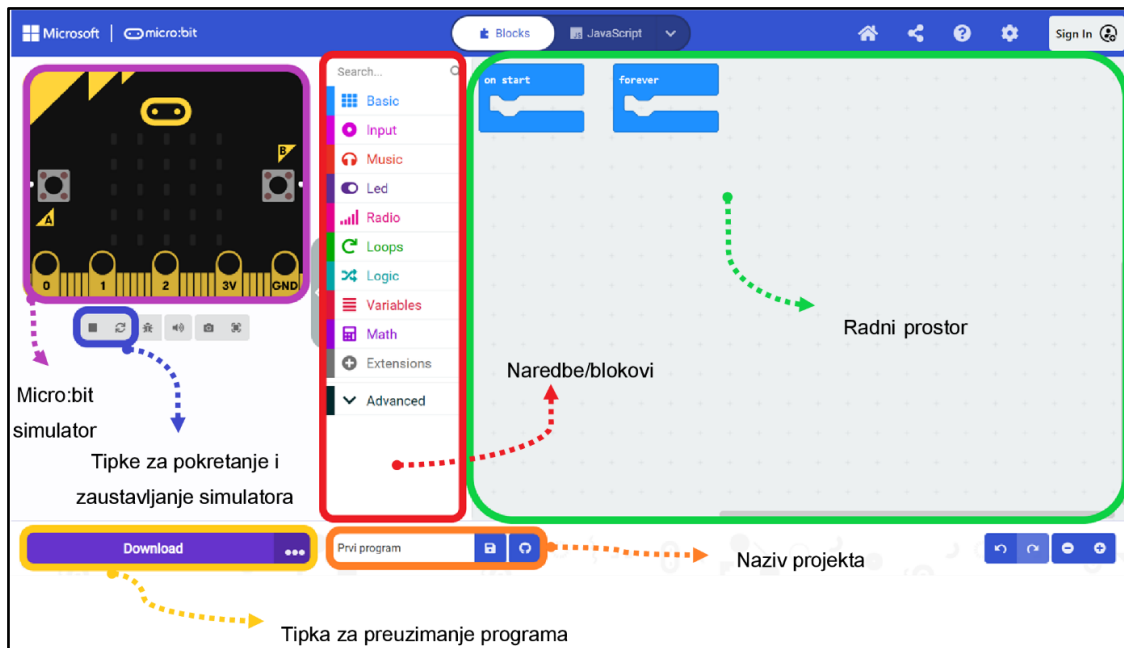 Microsoft
micro:bit
Blocks
JavaScript
Sign In
Search...
Basic
Input
Music
Led
Radio
Loops
Logic
Variables
Math
Extensions
Advanced
on start
forever
A
B
0
1
2
3V
GND
Micro:bit
simulator
Tipke za pokretanje i
zaustavljanje simulatora
Naredbe/blokovi
Radni prostor
Download
Prvi program
Naziv projekta
Tipka za preuzimanje programa